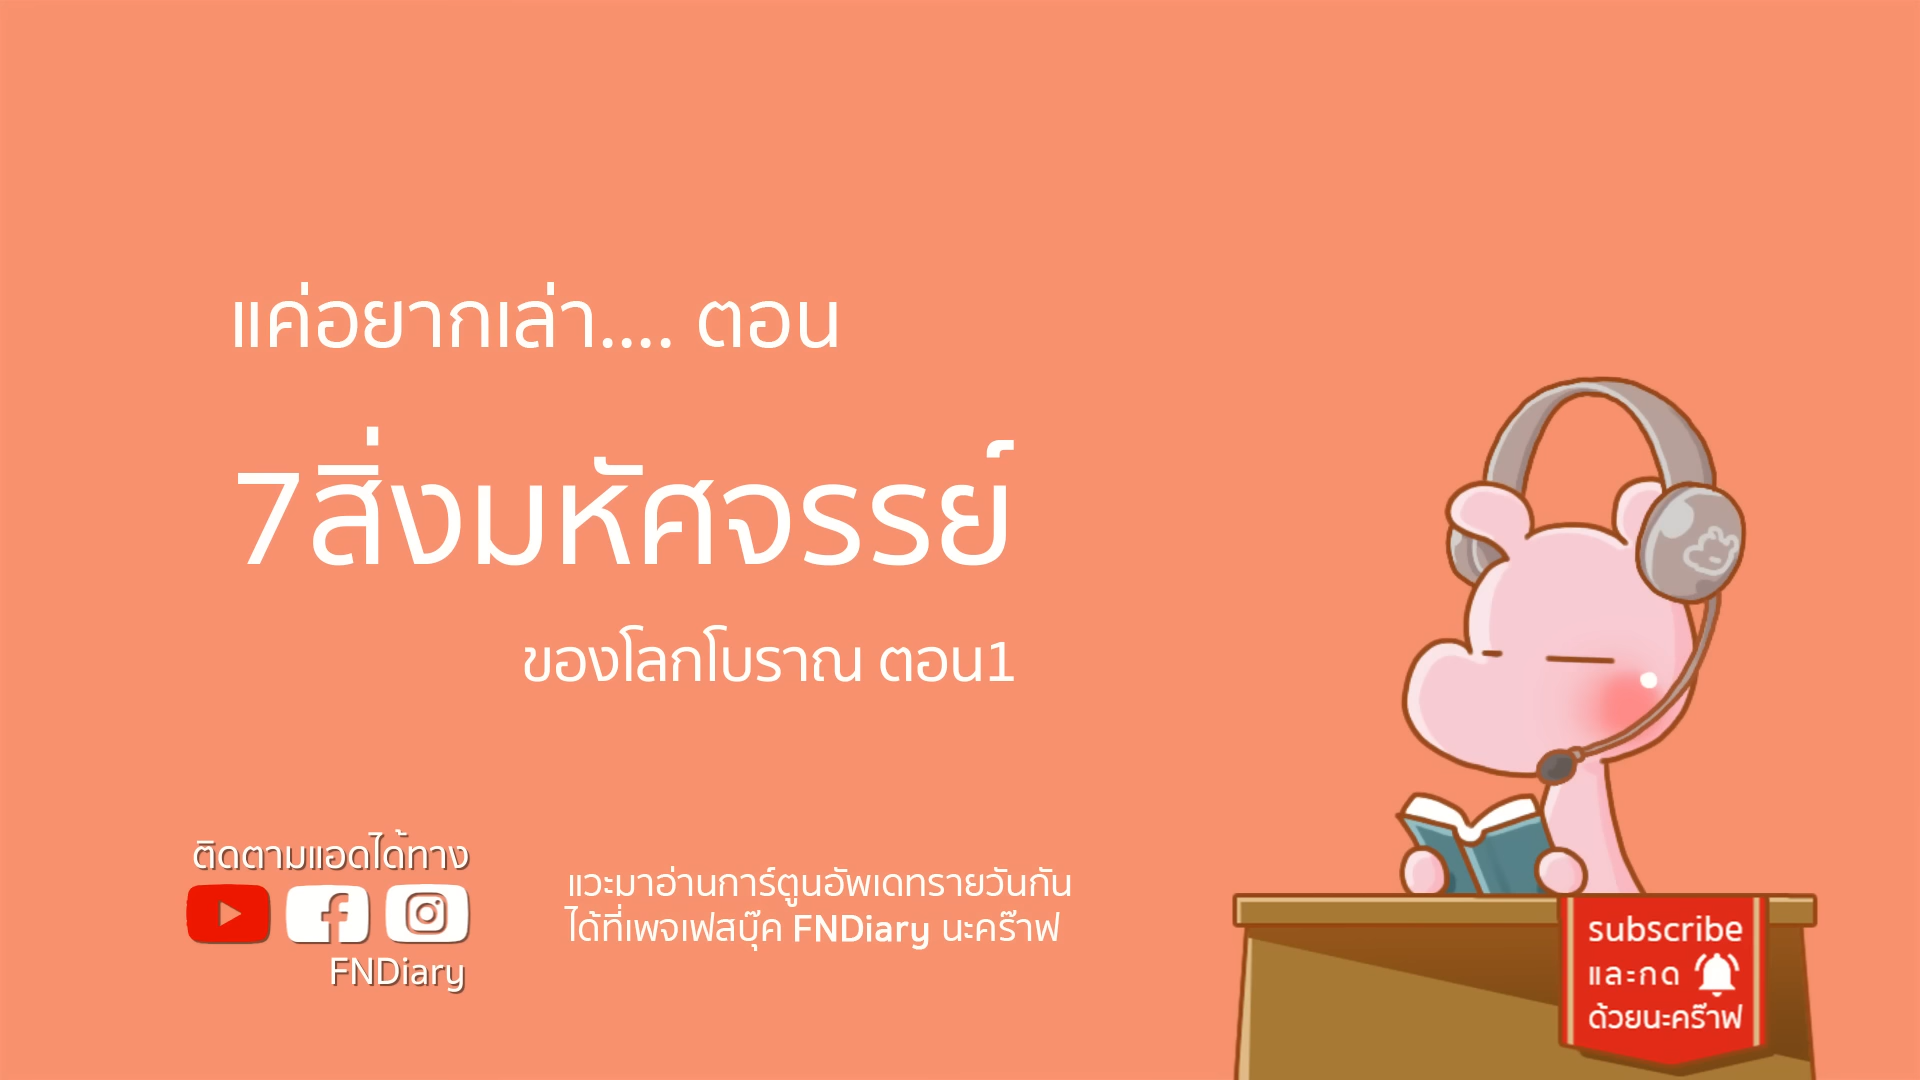 แค่อยากเล่า.... ตอน
7สิ่งมหัศจรรย์
ของโลกโบราณ ตอน1
ติดตามแอดได้ทาง
FNDiary
แวะมาอ่านการ์ตูนอัพเดทรายวันกัน
ได้ที่เพจเฟสบุ๊ค FNDiary นะคร๊าฟ
subscribe
และกด
ด้วยนะคร๊าฟ